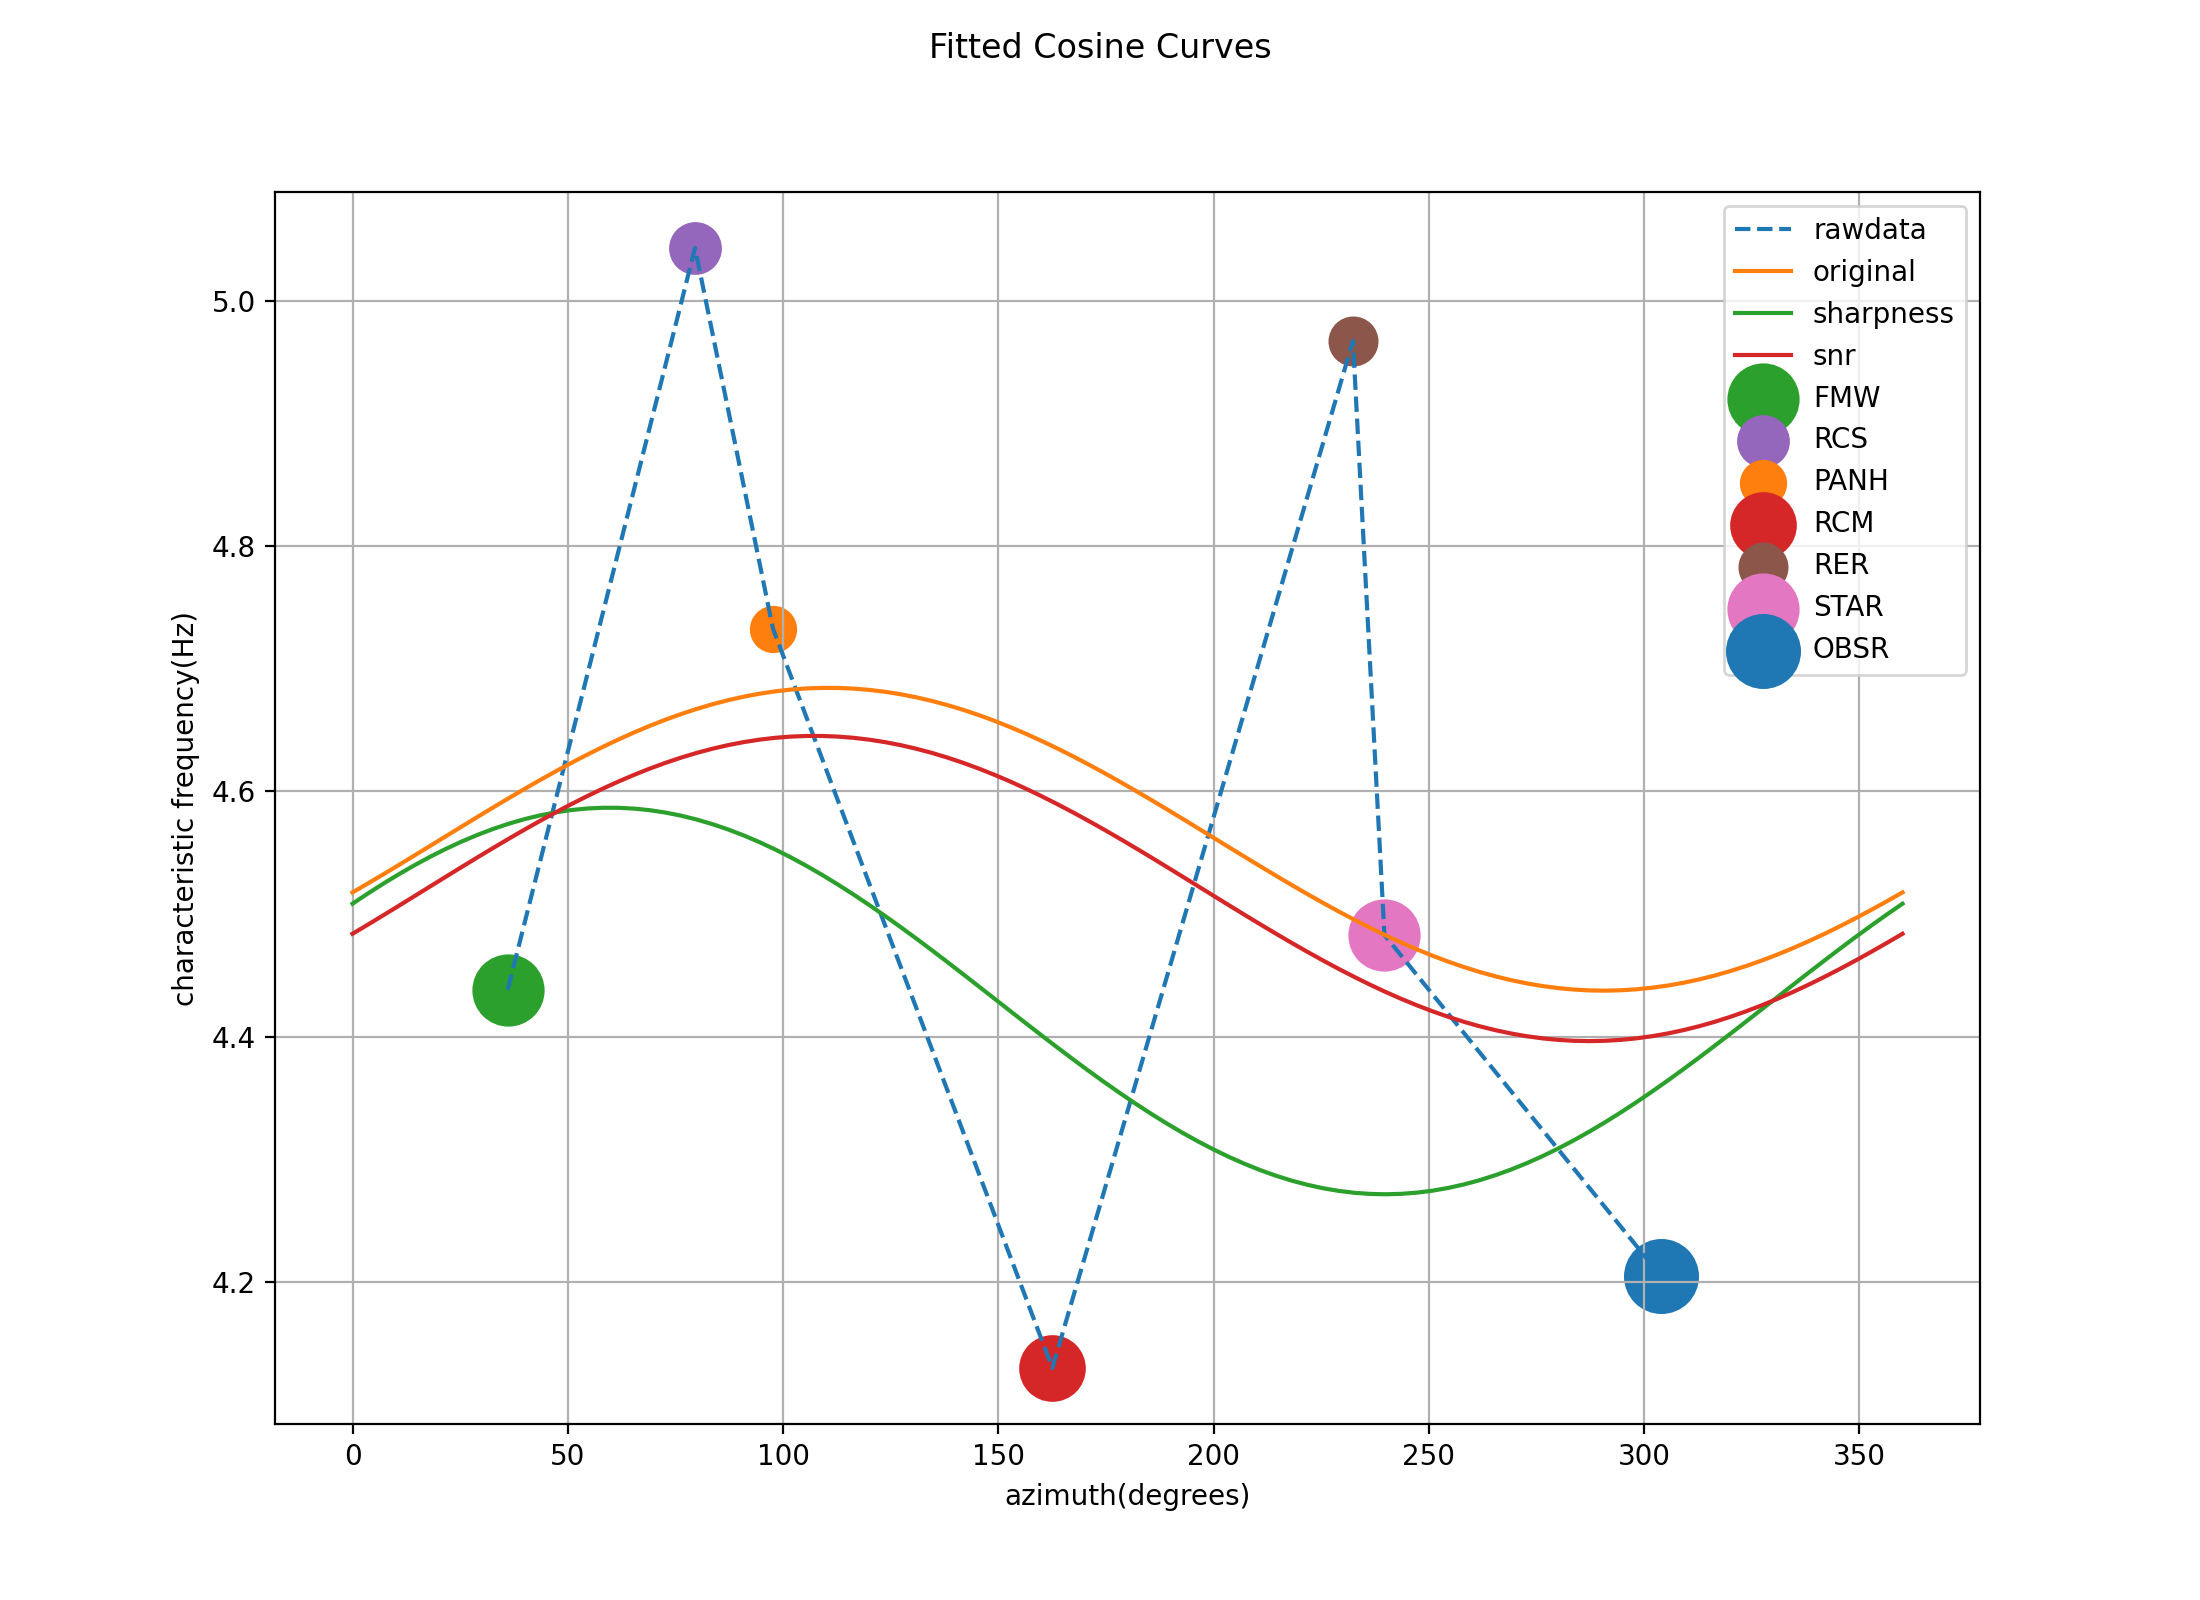 Fitted Cosine Curves
rawdata
original
sharpness
snr
FMW
RCS
PANH
RCM
RER
STAR
OBSR
characteristic frequency(Hz)
5.0
4.8
4.6
4.4
4.2
0 50 100 150 200 250 300 350
azimuth(degrees)